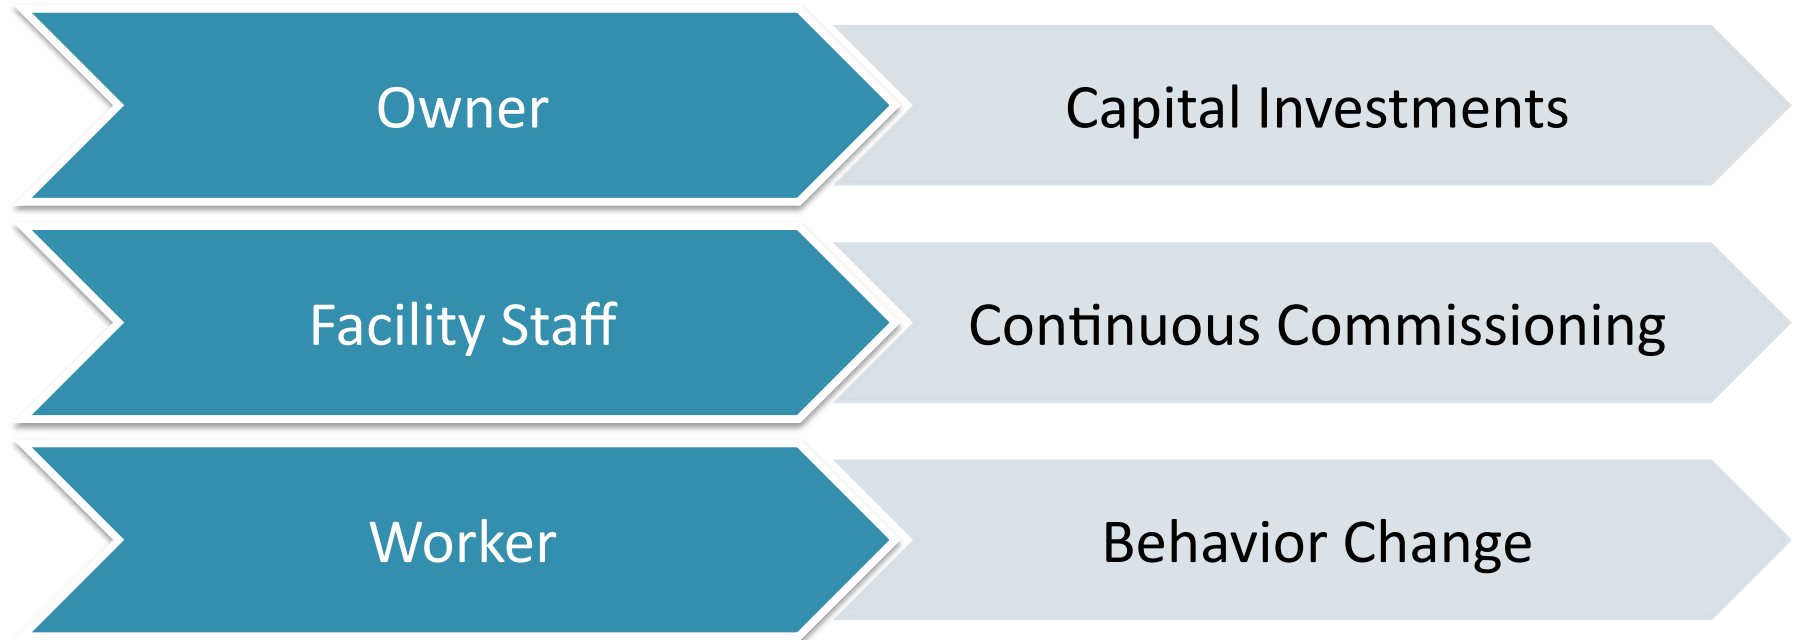 Owner
Capital Investments
Facility Staff
Continuous Commissioning
Worker
Behavior Change